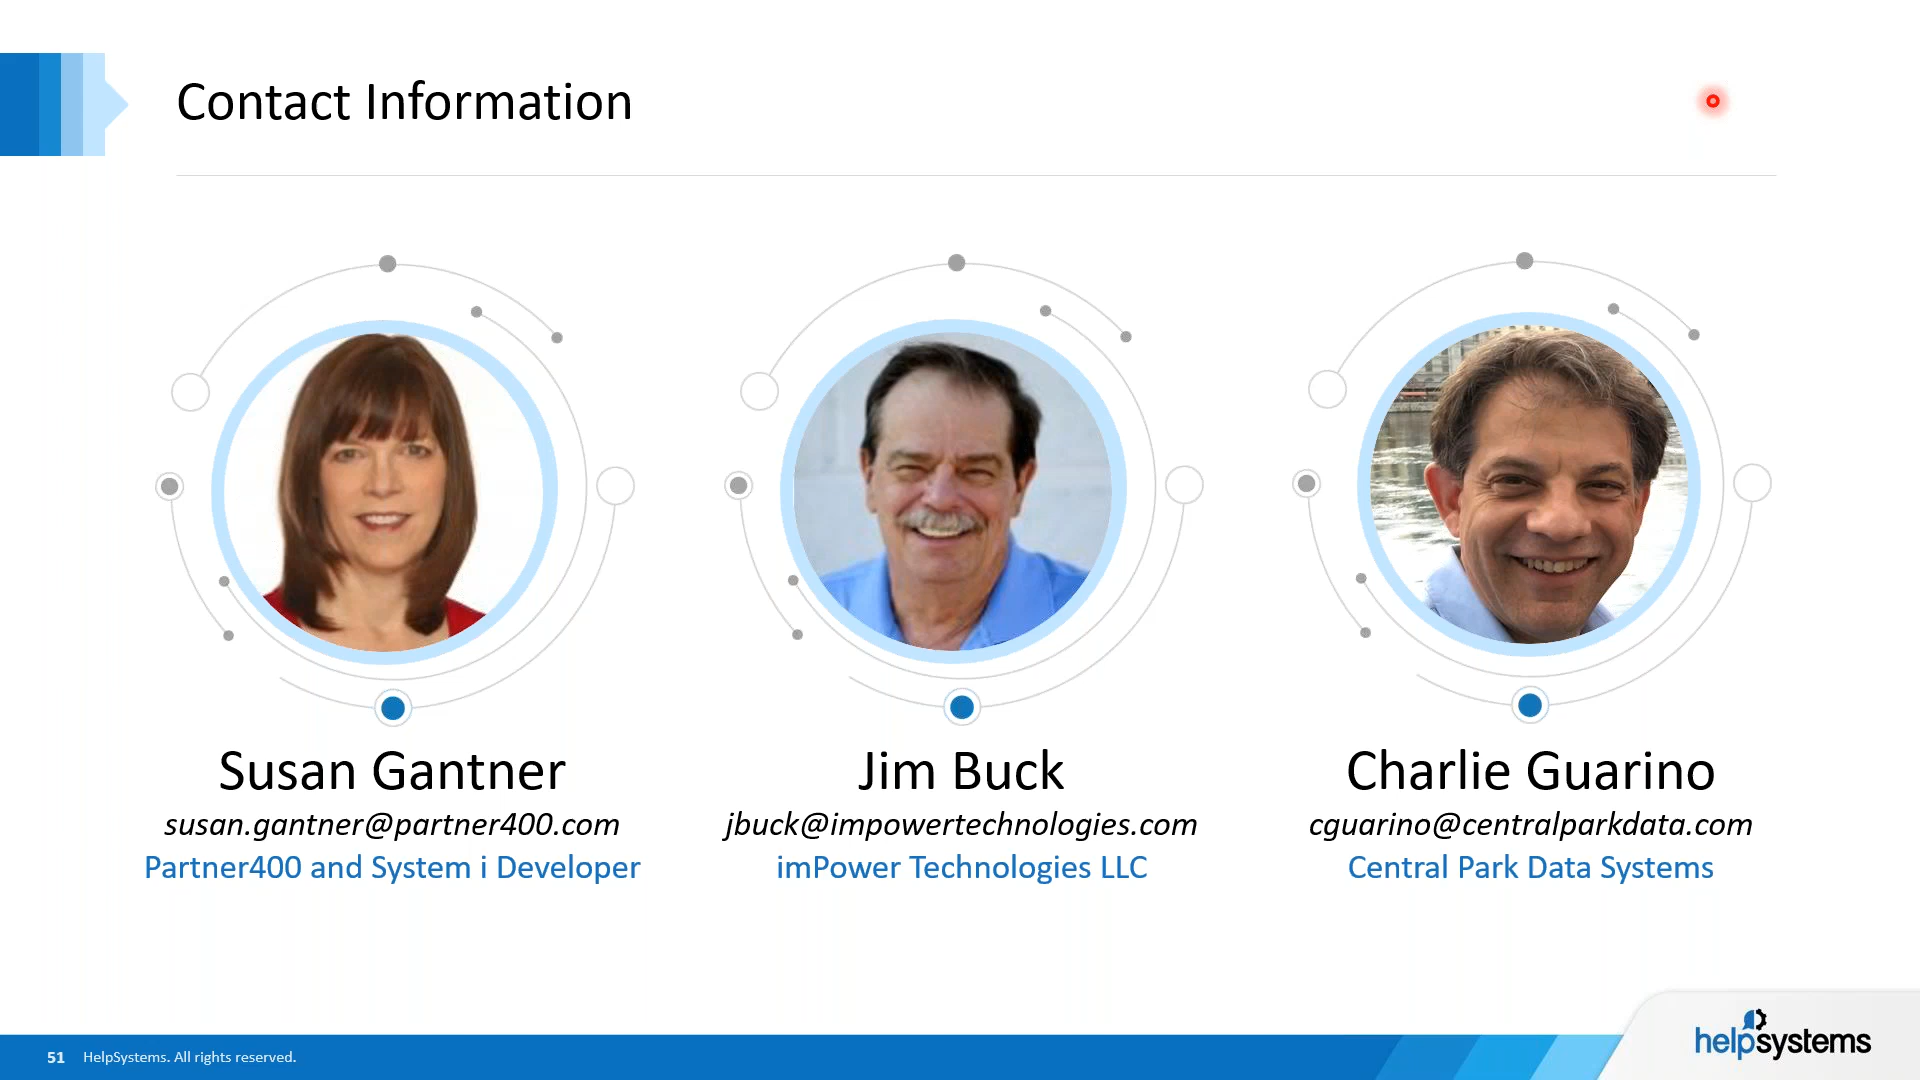 Contact Information
Susan Gantner
susan.gantner@partner400.com
Partner400 and System i Developer
Jim Buck
jbuck@impowertechnologies.com
imPower Technologies LLC
Charlie Guarino
cguarino@centralparkdata.com
Central Park Data Systems
51 HelpSystems. All rights reserved.
helpsystems